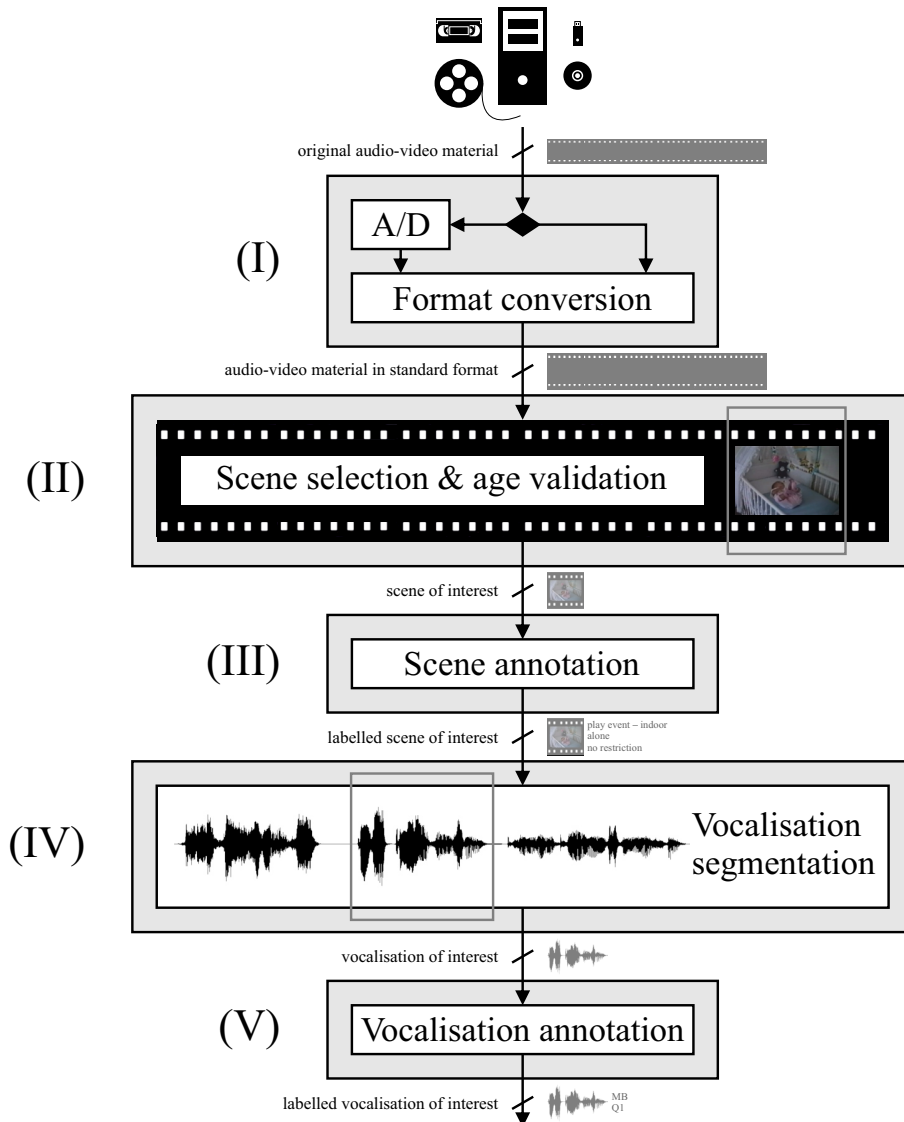 original audio-video material
(I)
A/D
Format conversion
audio-video material in standard format
(II)
Scene selection & age validation
scene of interest
(III)
Scene annotation
labelled scene of interest
play event – indoor
alone
no restriction
(IV)
Vocalisation
segmentation
vocalisation of interest
(V)
Vocalisation annotation
labelled vocalisation of interest
MB
Q1